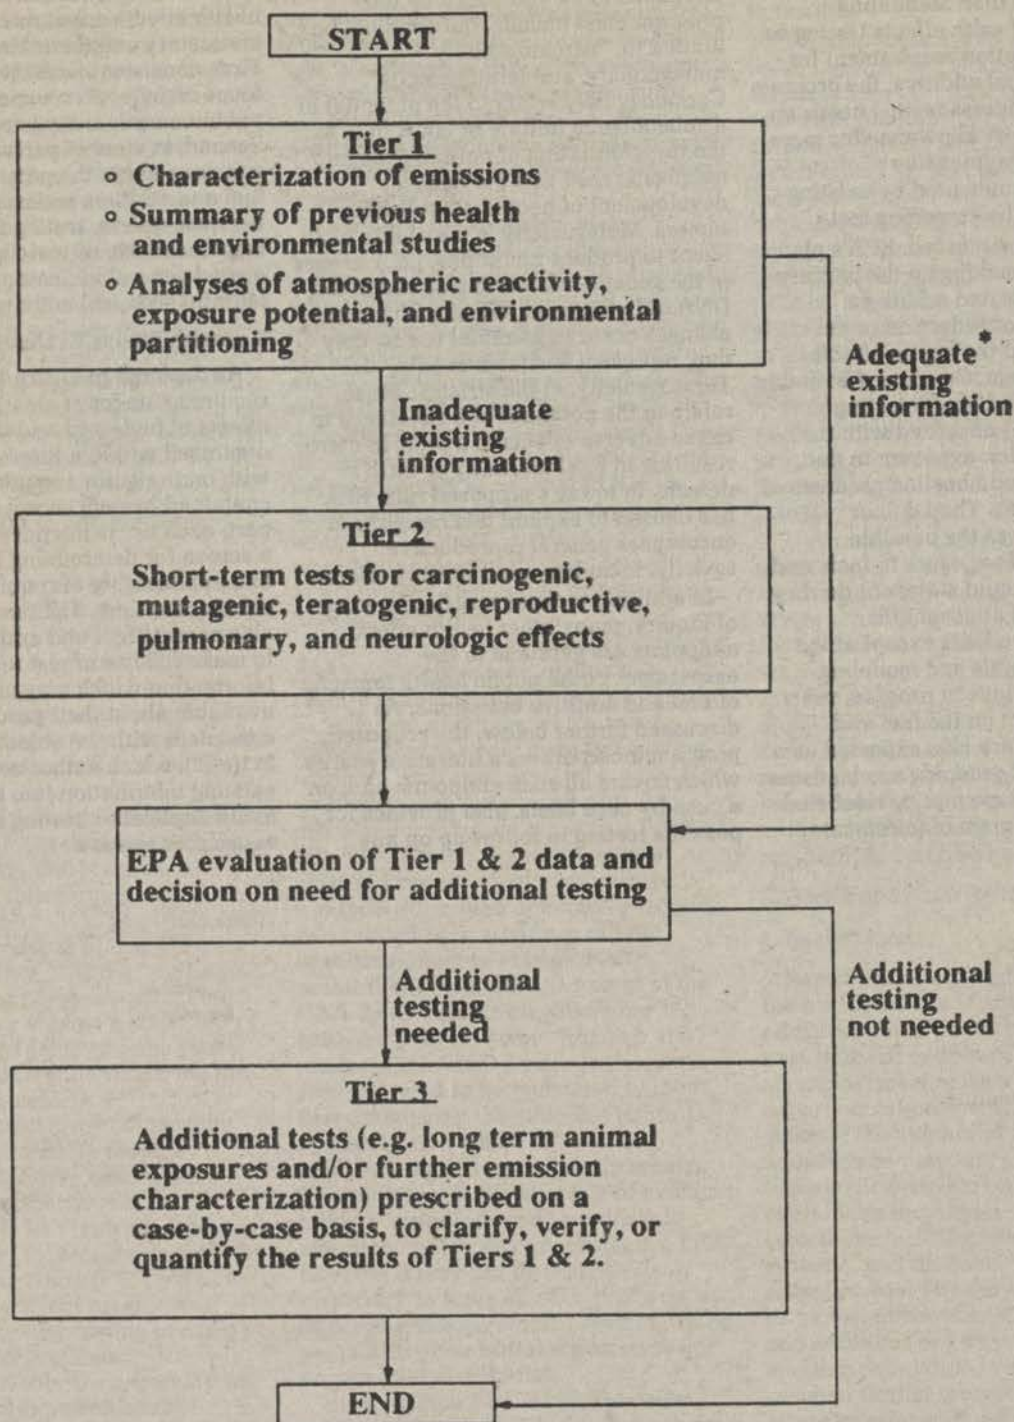 START
Tier 1
o Characterization of emissions
o Summary of previous health
and environmental studies
o Analyses of atmospheric reactivity,
exposure potential, and environmental
partitioning
Adequate*
existing
information
Inadequate
existing
information
Tier 2
Short-term tests for carcinogenic,
mutagenic, teratogenic, reproductive,
pulmonary, and neurologic effects
EPA evaluation of Tier 1 & 2 data and
decision on need for additional testing
Additional
testing
needed
Additional
testing
not needed
Tier 3
Additional tests (e.g. long term animal
exposures and/or further emission
characterization) prescribed on a
case-by-case basis, to clarify, verify, or
quantify the results of Tiers 1 & 2.
END